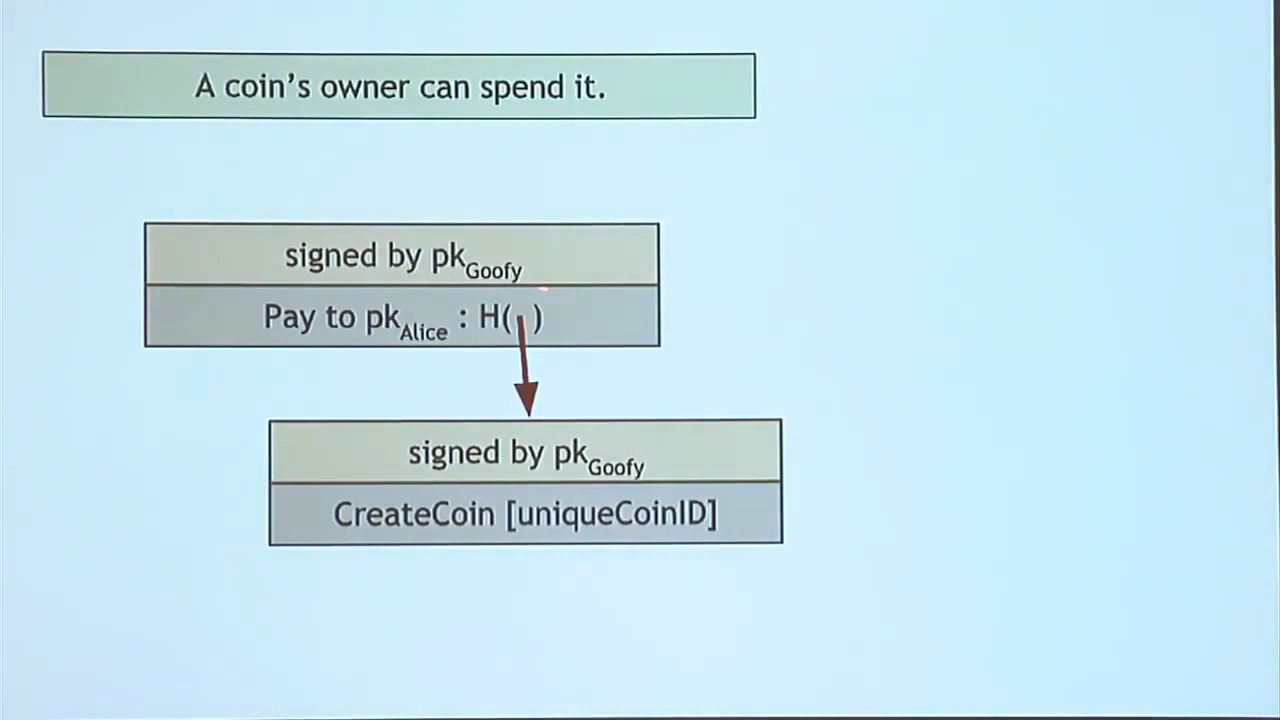 A coin’s owner can spend it.
signed by pkGoofy
Pay to pkAlice : H( )
signed by pkGoofy
CreateCoin [uniqueCoinID]